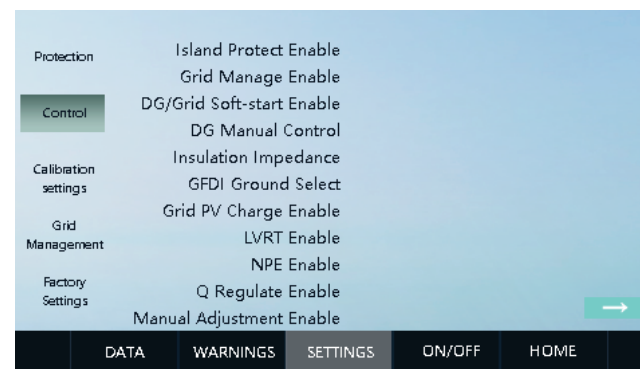 Protection
Control
Calibration
settings
Grid
Management
Factory
Settings
Island Protect Enable
Grid Manage Enable
DG/Grid Soft-start Enable
DG Manual Control
Insulation Impedance
GFDI Ground Select
Grid PV Charge Enable
LVRT Enable
NPE Enable
Q Regulate Enable
Manual Adjustment Enable
→
DATA WARNINGS SETTINGS ON/OFF HOME